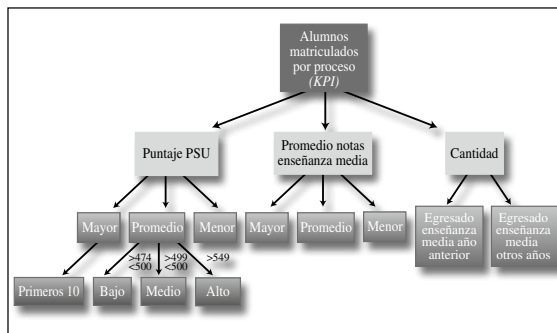 Alumnos
matriculados
por proceso
(KPI)
Puntaje PSU
Promedio notas
enseñanza media
Cantidad
Mayor
Promedio
Menor
Mayor
Promedio
Menor
Egresado
enseñanza
media año
anterior
Egresado
enseñanza
media
otros años
>474
<500
>499
<500
>549
Primeros 10
Bajo
Medio
Alto